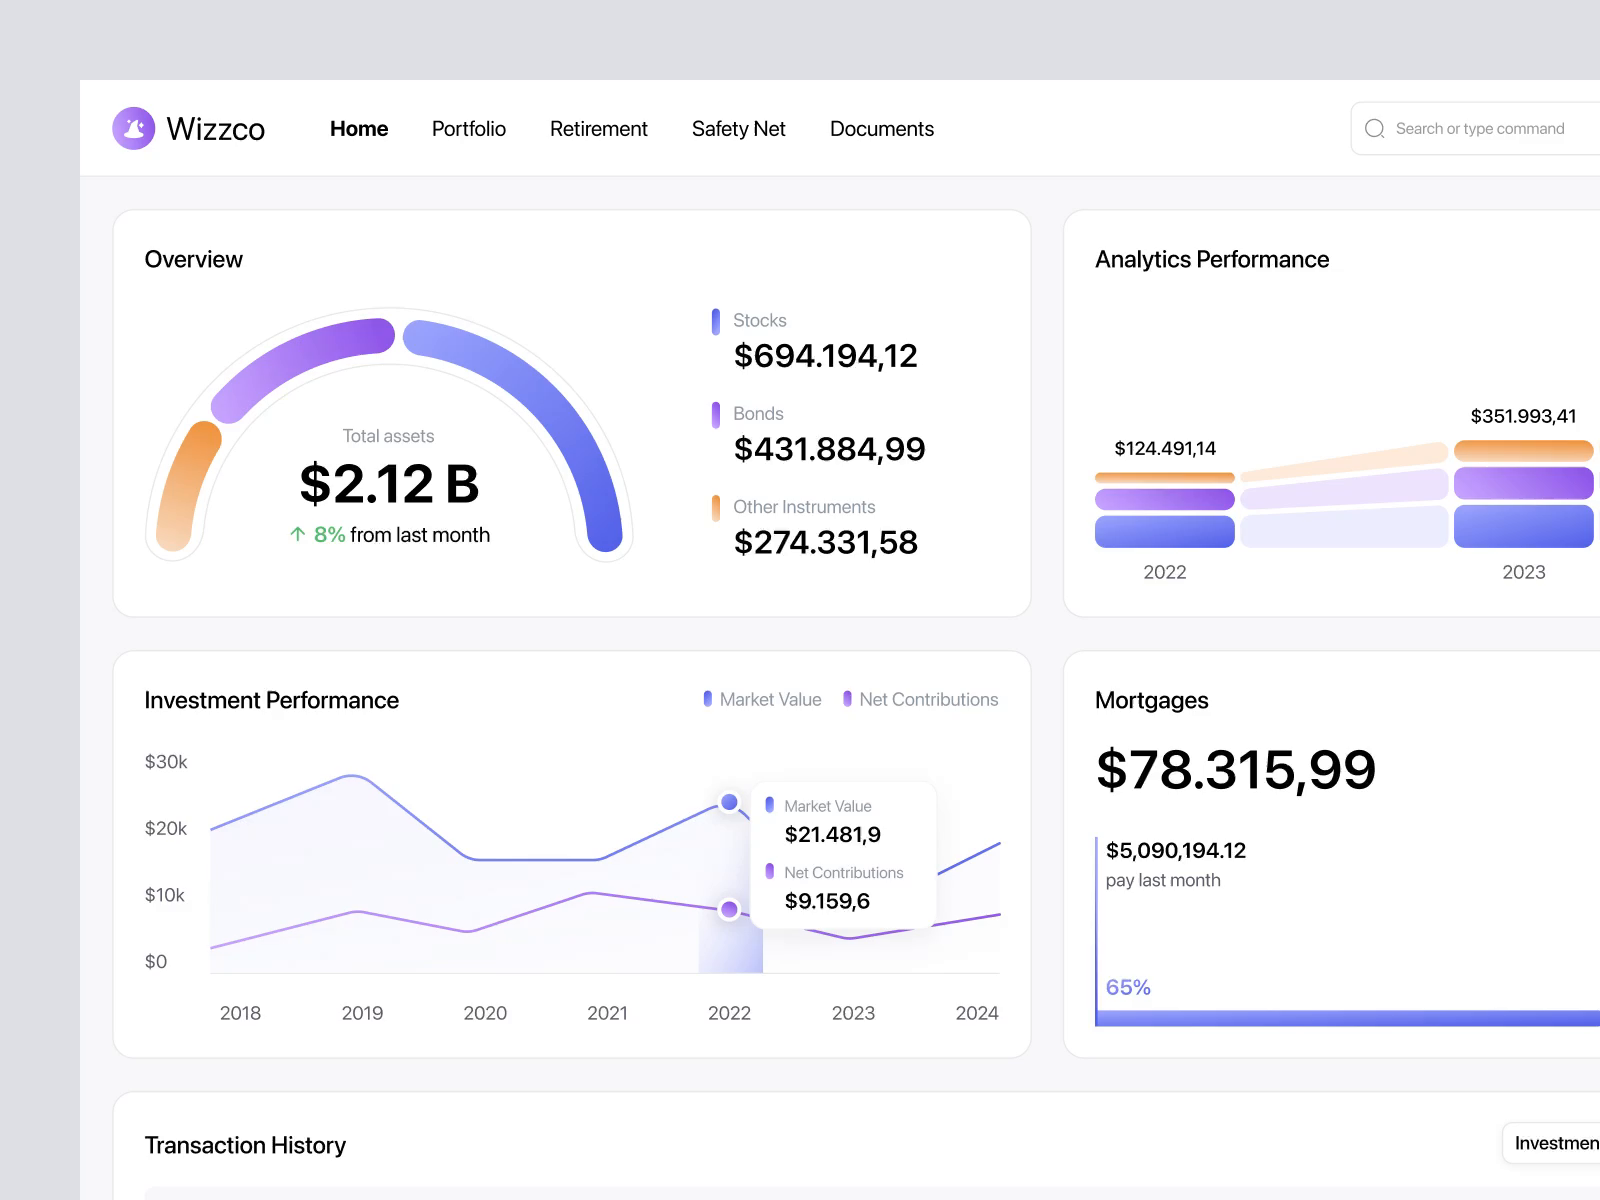 Wizzco
Home
Portfolio
Retirement
Safety Net
Documents
Search or type command
Overview
Total assets
$2.12 B
↑ 8% from last month
Stocks
$694.194,12
Bonds
$431.884,99
Other Instruments
$274.331,58
Analytics Performance
$124.491,14
$351.993,41
2022
2023
Investment Performance
Market Value
Net Contributions
$30k
$20k
$10k
$0
Market Value
$21.481,9
Net Contributions
$9.159,6
2018
2019
2020
2021
2022
2023
2024
Mortgages
$78.315,99
$5,090,194.12
pay last month
65%
Transaction History
Investmen